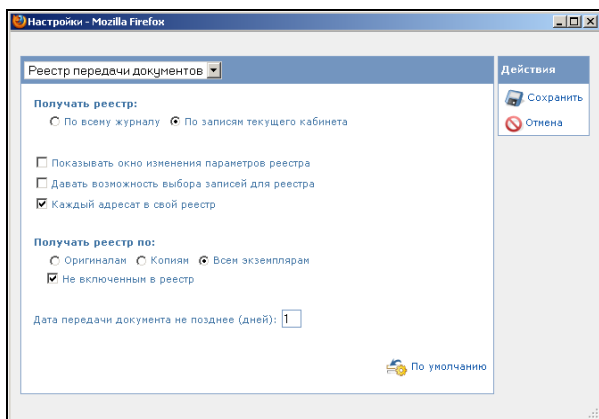 Настройки - Mozilla Firefox
Реестр передачи документов
Действия
Сохранить
Отмена
Получать реестр:
По всему журналу По записям текущего кабинета
Показывать окно изменения параметров реестра
Давать возможность выбора записей для реестра
Каждый адресат в свой реестр
Получать реестр по:
Оригиналам Копиям Всем экземплярам
Не включенным в реестр
Дата передачи документа не позднее (дней): 1
По умолчанию